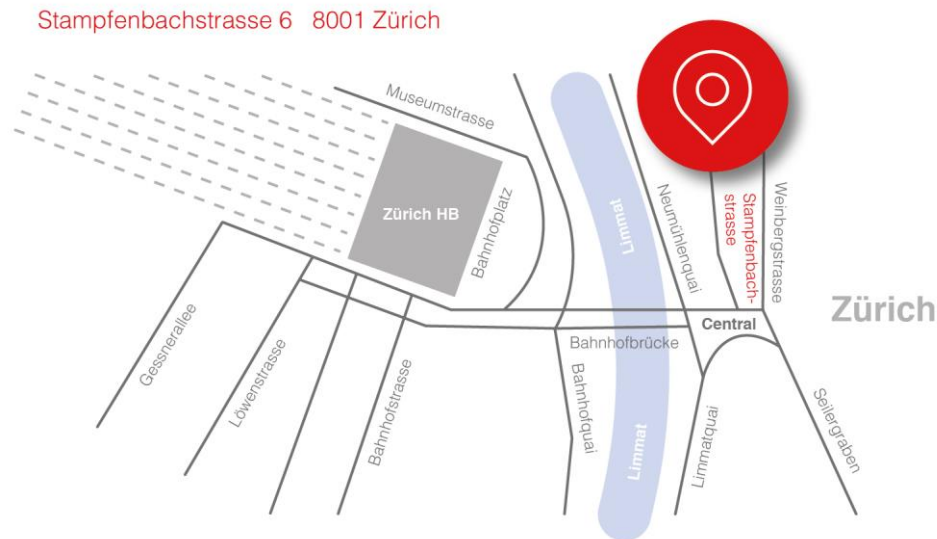 Stampfenbachstrasse 6   8001 Zürich
Museumstrasse
Zürich HB
Bahnhofplatz
Limmat
Neumühlenquai
Stampfenbach-
strasse
Weinbergstrasse
Zürich
Central
Bahnhofbrücke
Gessnerallee
Löwenstrasse
Bahnhofstrasse
Bahnhofquai
Limmat
Limmatquai
Seilergraben